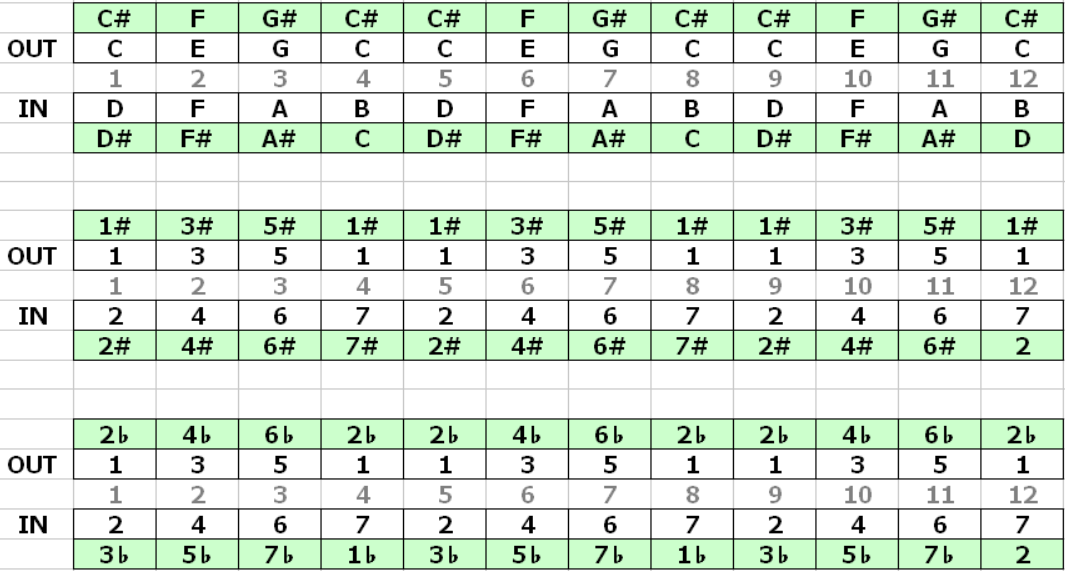 C# F G# C# C# F G# C# C# F G# C#
OUT C E G C C E G C C E G C
1 2 3 4 5 6 7 8 9 10 11 12
IN D F A B D F A B D F A B
D# F# A# C D# F# A# C D# F# A# D
1# 3# 5# 1# 1# 3# 5# 1# 1# 3# 5# 1#
OUT 1 3 5 1 1 3 5 1 1 3 5 1
1 2 3 4 5 6 7 8 9 10 11 12
IN 2 4 6 7 2 4 6 7 2 4 6 7
2# 4# 6# 7# 2# 4# 6# 7# 2# 4# 6# 2
2♭ 4♭ 6♭ 2♭ 2♭ 4♭ 6♭ 2♭ 2♭ 4♭ 6♭ 2♭
OUT 1 3 5 1 1 3 5 1 1 3 5 1
1 2 3 4 5 6 7 8 9 10 11 12
IN 2 4 6 7 2 4 6 7 2 4 6 7
3♭ 5♭ 7♭ 1♭ 3♭ 5♭ 7♭ 1♭ 3♭ 5♭ 7♭ 2